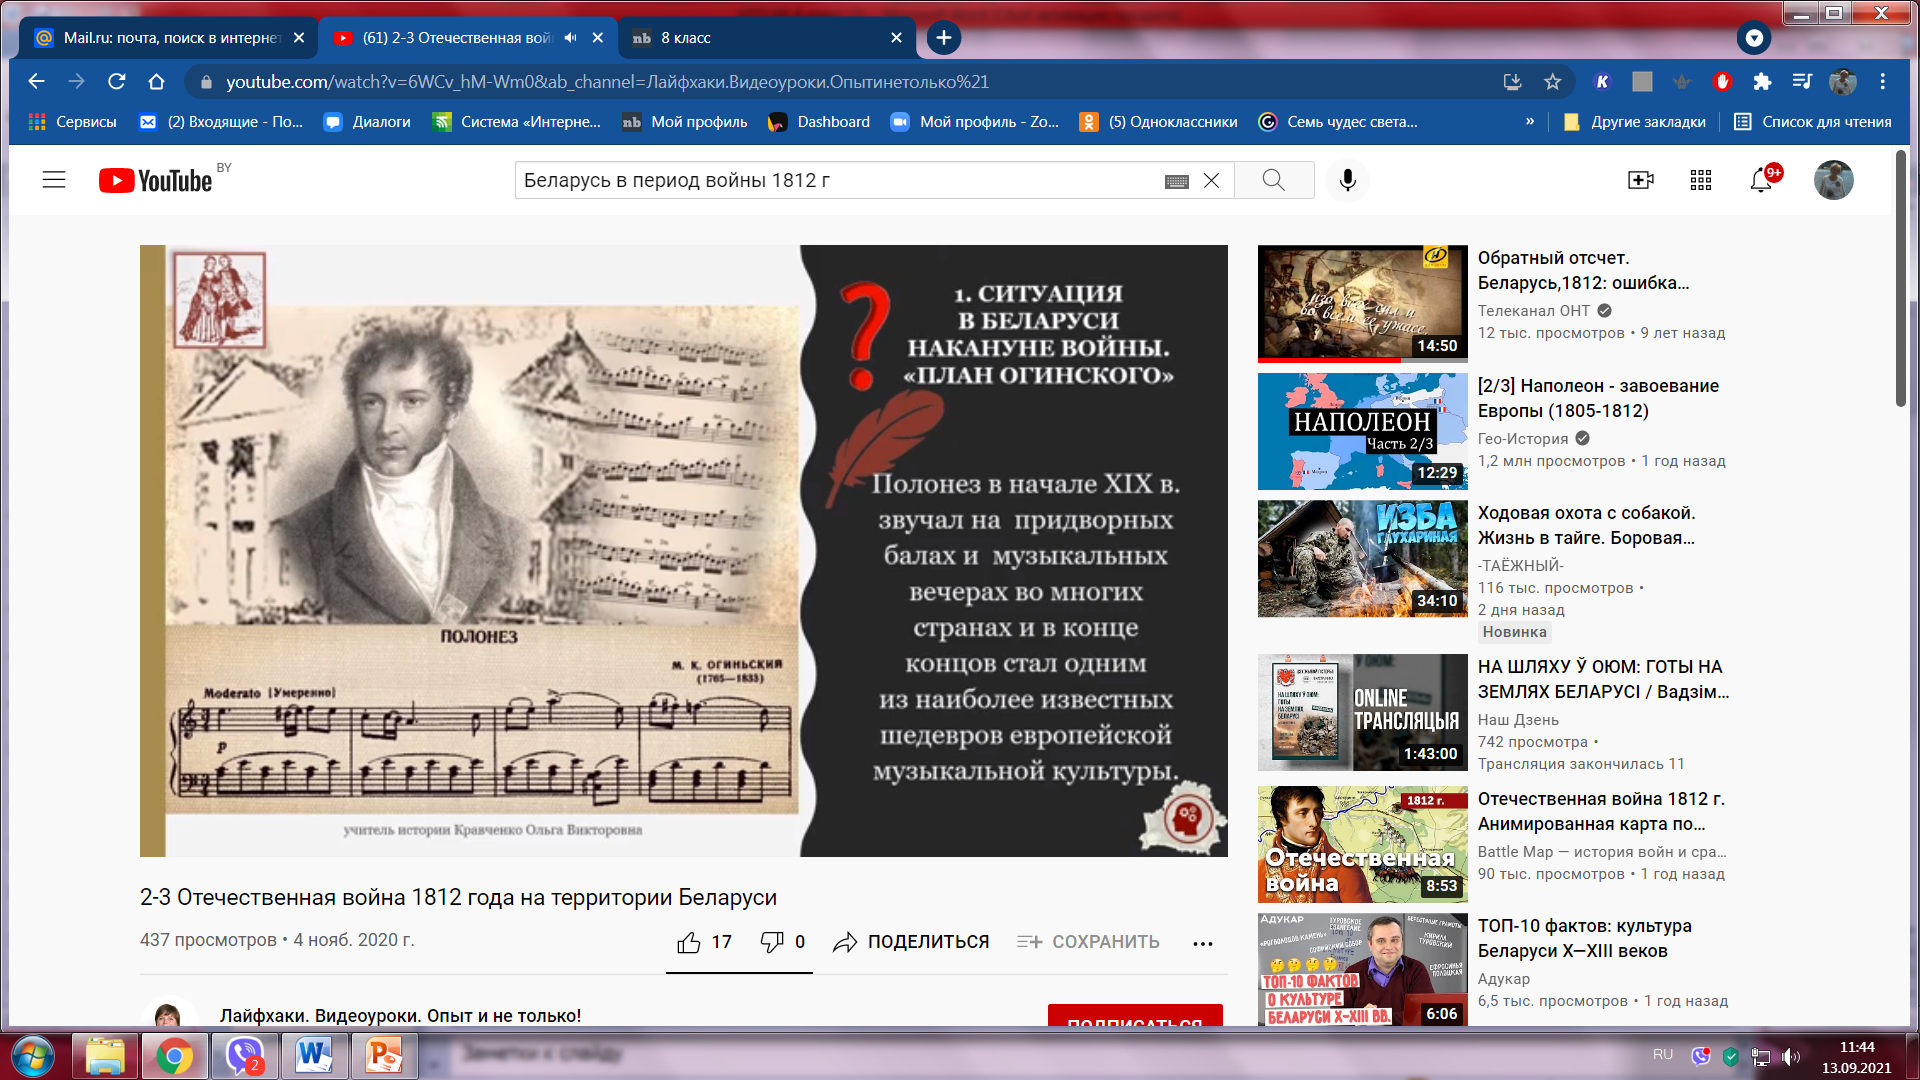 Mail.ru: почта, поиск в интернет
(61) 2-3 Отечественная вой
nb 8 класс
youtube.com/watch?v=6WCv_hM-Wm0&ab_channel=Лайфхаки.Видеоуроки.Опытинетолько%21
Сервисы
(2) Входящие - По...
Диалоги
Система «Интерне...
nb Мой профиль
Dashboard
Мой профиль - Zo...
(5) Одноклассники
Семь чудес света...
»
Другие закладки
Список для чтения
YouTube BY
Беларусь в период войны 1812 г
9+
1. СИТУАЦИЯ
В БЕЛАРУСИ
НАКАНУНЕ ВОЙНЫ.
«ПЛАН ОГИНСКОГО»
Полонез в начале XIX в.
звучал на придворных
балах и музыкальных
вечерах во многих
странах и в конце
концов стал одним
из наиболее известных
шедевров европейской
музыкальной культуры.
ПОЛОНЕЗ
М. К. ОГИНЬСКИЙ
(1765—1833)
Moderato [Умеренно]
p
учитель истории Кравченко Ольга Викторовна
2-3 Отечественная война 1812 года на территории Беларуси
437 просмотров • 4 нояб. 2020 г.
17
0
ПОДЕЛИТЬСЯ
СОХРАНИТЬ
Лайфхаки. Видеоуроки. Опыт и не только!
ПОДПИСАТЬСЯ
14:50
Обратный отсчет.
Беларусь,1812: ошибка...
Телеканал ОНТ
12 тыс. просмотров • 9 лет назад
НАПОЛЕОН
Часть 2/3
12:29
[2/3] Наполеон - завоевание
Европы (1805-1812)
Гео-История
1,2 млн просмотров • 1 год назад
ИЗБА
ГЛУХАРИНАЯ
34:10
Ходовая охота с собакой.
Жизнь в тайге. Боровая...
-ТАЁЖНЫЙ-
116 тыс. просмотров •
2 дня назад
Новинка
ONLINE
ТРАНСЛЯЦЫЯ
1:43:00
НА ШЛЯХУ Ў ОЮМ: ГОТЫ НА
ЗЕМЛЯХ БЕЛАРУСІ / Вадзім...
Наш Дзень
742 просмотра •
Трансляция закончилась 11
1812 г.
Отечественная
война
8:53
Отечественная война 1812 г.
Анимированная карта по...
Battle Map — история войн и сра...
90 тыс. просмотров • 1 год назад
АДУКАР
ТОП-10 ФАКТОВ
О КУЛЬТУРЕ
БЕЛАРУСИ X-XIII ВВ.
6:06
ТОП-10 фактов: культура
Беларуси X—XIII веков
Адукар
6,5 тыс. просмотров • 1 год назад
2
Заметки к слайду
RU
11:44
13.09.2021